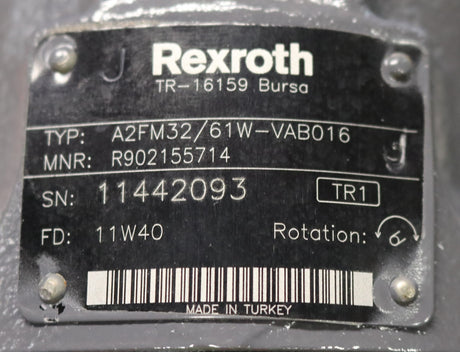 J Rexroth
TR-16159 Bursa
TYP: A2FM32/61W-VAB016
MNR: R902155714
J
SN: 11442093 TR1
FD: 11W40 Rotation:
MADE IN TURKEY